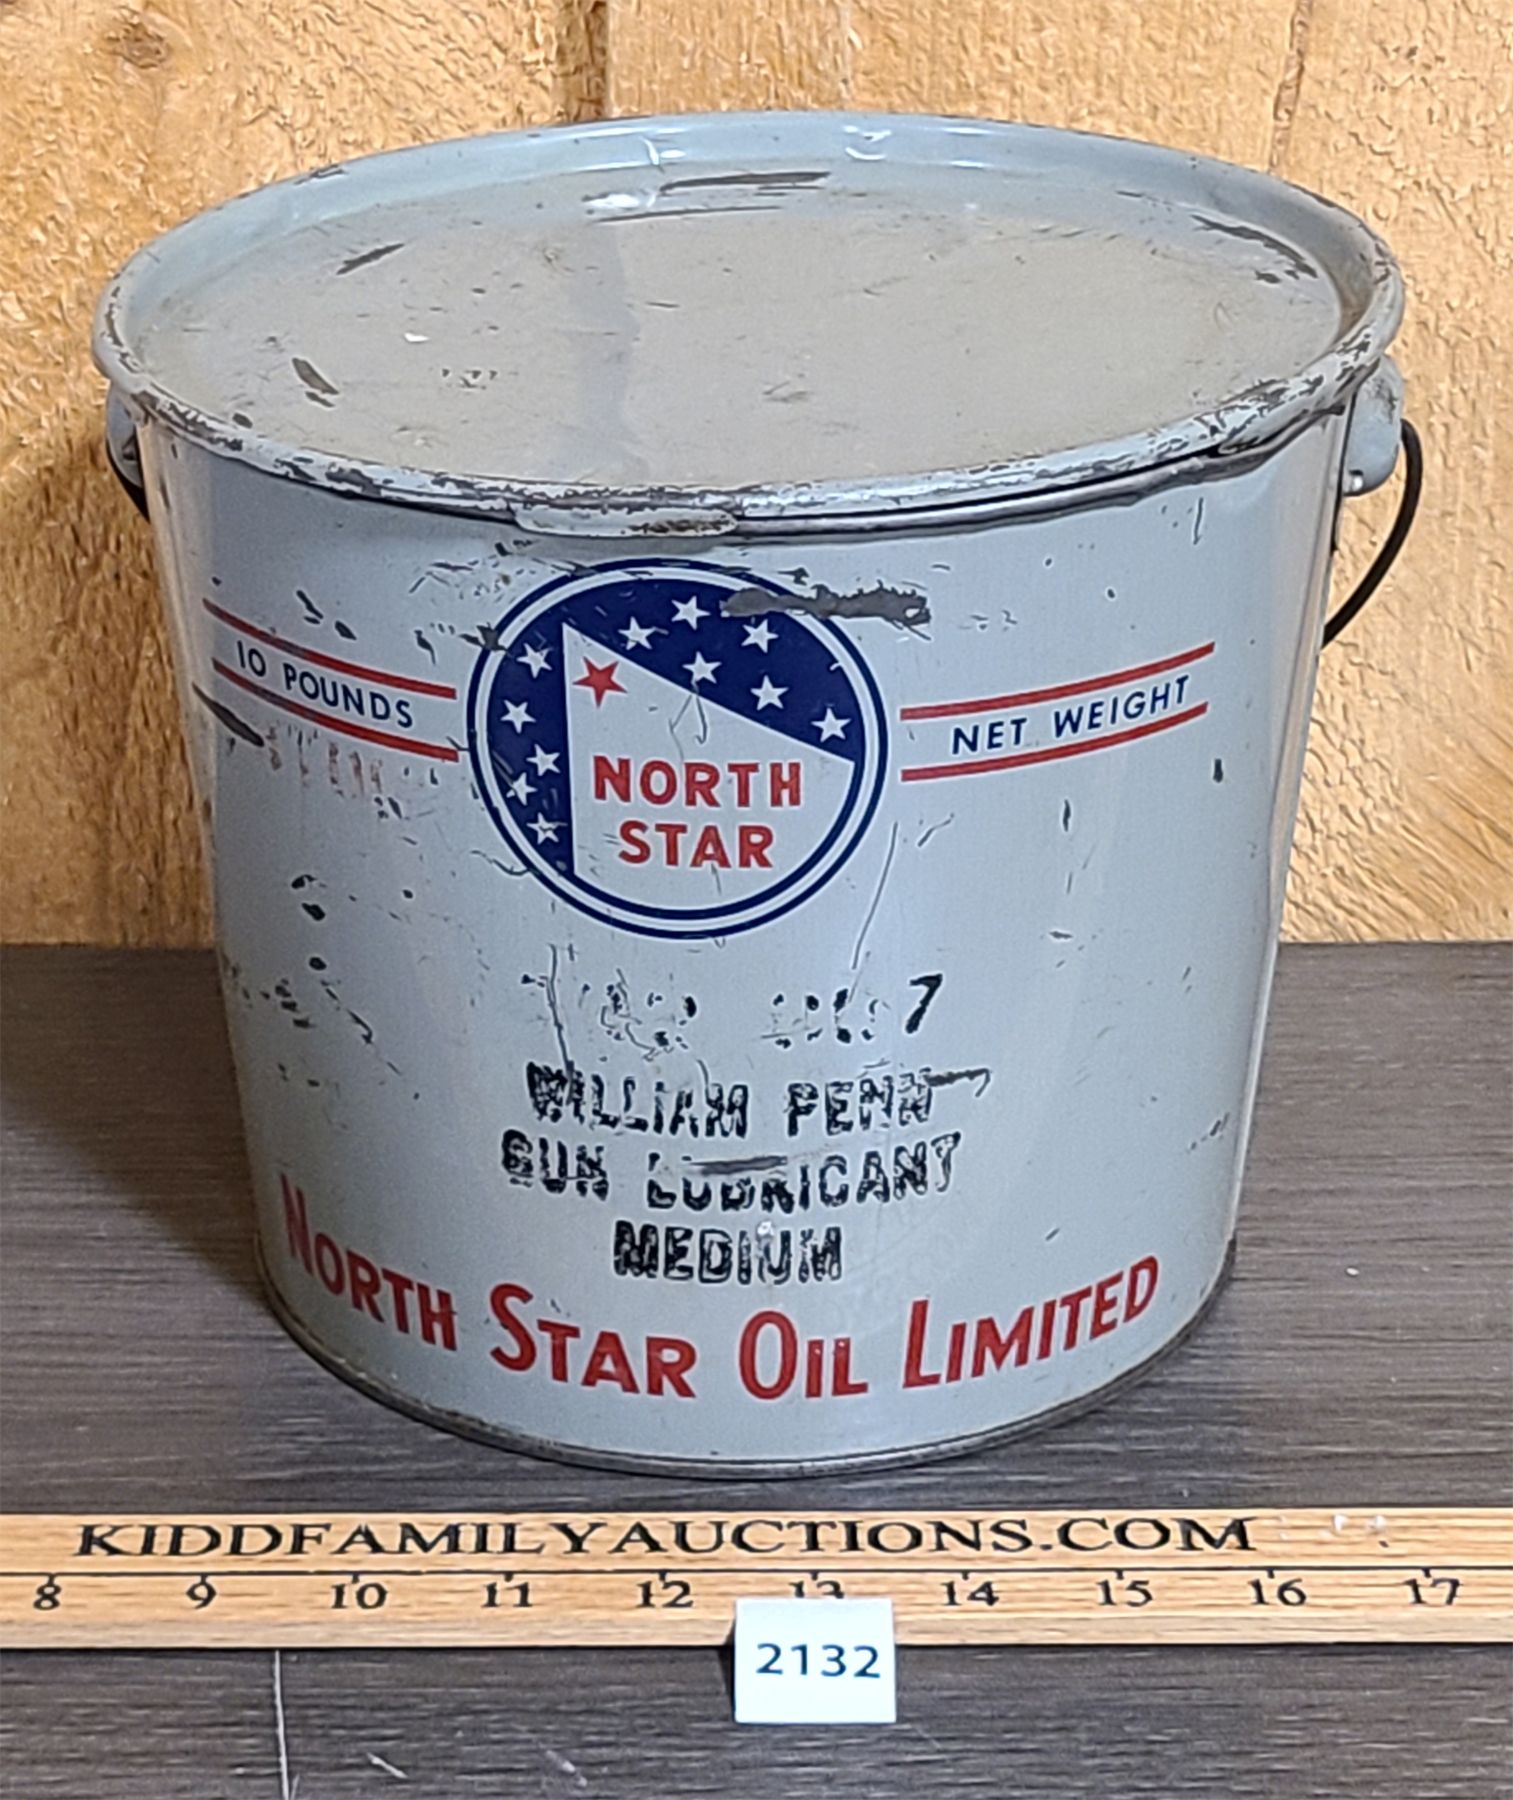 10 POUNDS
NET WEIGHT
NORTH
STAR
7
WILLIAM PENN
GUN LUBRICANT
MEDIUM
NORTH STAR OIL LIMITED
KIDDFAMILYAUCTIONS.COM
8 9 10 11 12 13 14 15 16 17
2132